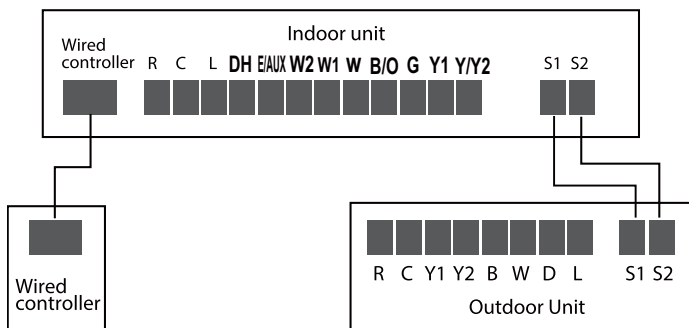 Indoor unit
Wired
controller
R C L DH E/AUX W2 W1 W B/O G Y1 Y/Y2 S1 S2
Wired
controller
R C Y1 Y2 B W D L S1 S2
Outdoor Unit